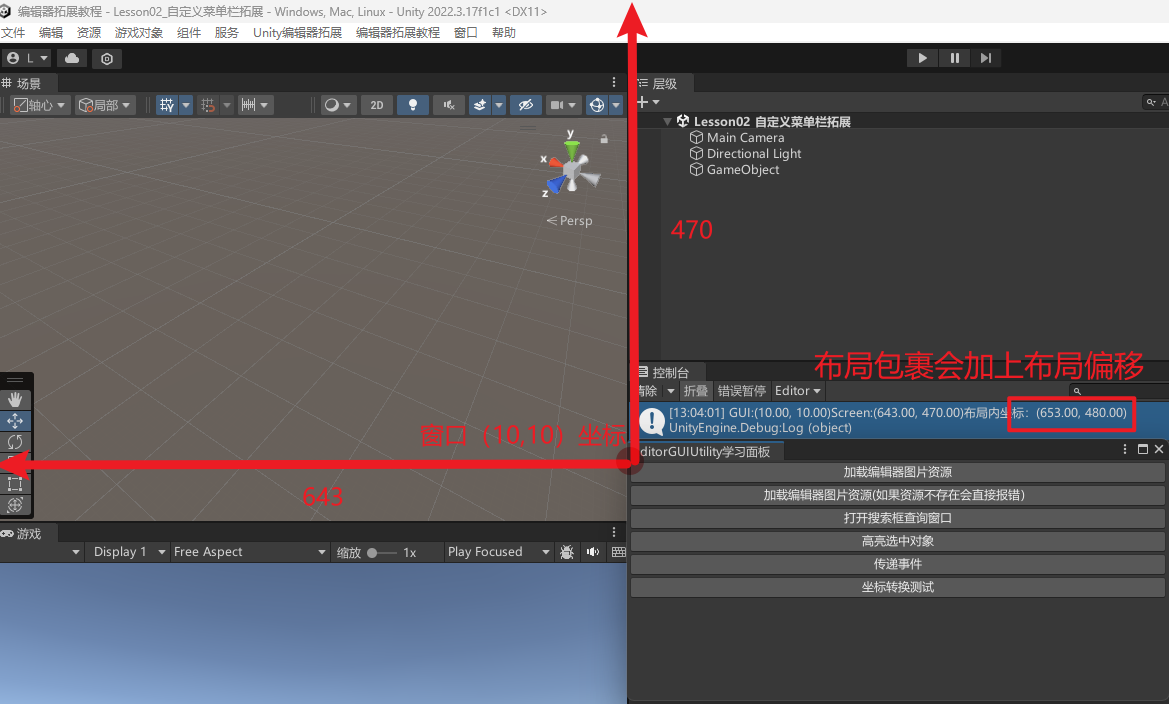 编辑器拓展教程 - Lesson02_自定义菜单栏拓展 - Windows, Mac, Linux - Unity 2022.3.17f1c1 <DX11>
文件 编辑 资源 游戏对象 组件 服务 Unity编辑器拓展 编辑器拓展教程 窗口 帮助
L
场景
层级
轴心 局部 2D
A
Lesson02_自定义菜单栏拓展
Main Camera
Directional Light
GameObject
y
x
z
Persp
470
布局包裹会加上布局偏移
控制台
清除 折叠 错误暂停 Editor
[13:04:01] GUI:(10.00, 10.00)Screen:(643.00, 470.00)布局内坐标：(653.00, 480.00)
UnityEngine.Debug:Log (object)
窗口（10,10）坐标
643
ditorGUIUtility学习面板
加载编辑器图片资源
加载编辑器图片资源(如果资源不存在会直接报错)
打开搜索框查询窗口
高亮选中对象
传递事件
坐标转换测试
游戏
Display 1 Free Aspect 缩放 1x Play Focused